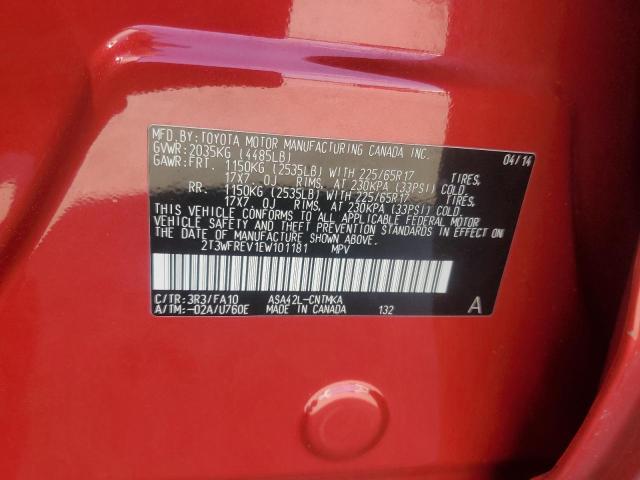 MFD.BY:TOYOTA MOTOR MANUFACTURING CANADA INC.
GVWR:2035KG (4485LB) 04/14
GAWR:FRT. 1150KG (2535LB) WITH 225/65R17 TIRES,
17X7. 0J RIMS, AT 230KPA (33PSI) COLD.
RR: 1150KG (2535LB) WITH 225/65R17 TIRES,
17X7. 0J RIMS, AT 230KPA (33PSI) COLD.
THIS VEHICLE CONFORMS TO ALL APPLICABLE FEDERAL MOTOR
VEHICLE SAFETY AND THEFT PREVENTION STANDARDS IN EFFECT ON
THE DATE OF MANUFACTURE SHOWN ABOVE.
2T3WFREV1EW101181 MPV
C/TR:3R3/FA10 ASA42L-CNTMKA A
A/TM:-02A/U760E MADE IN CANADA 132